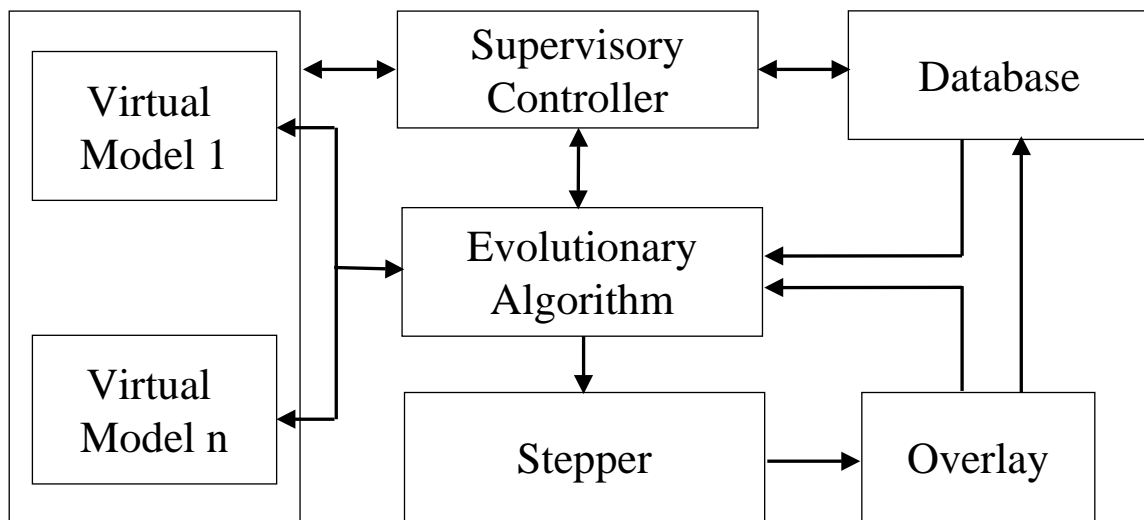 Supervisory
Controller
Database
Virtual
Model 1
Evolutionary
Algorithm
Virtual
Model n
Stepper
Overlay